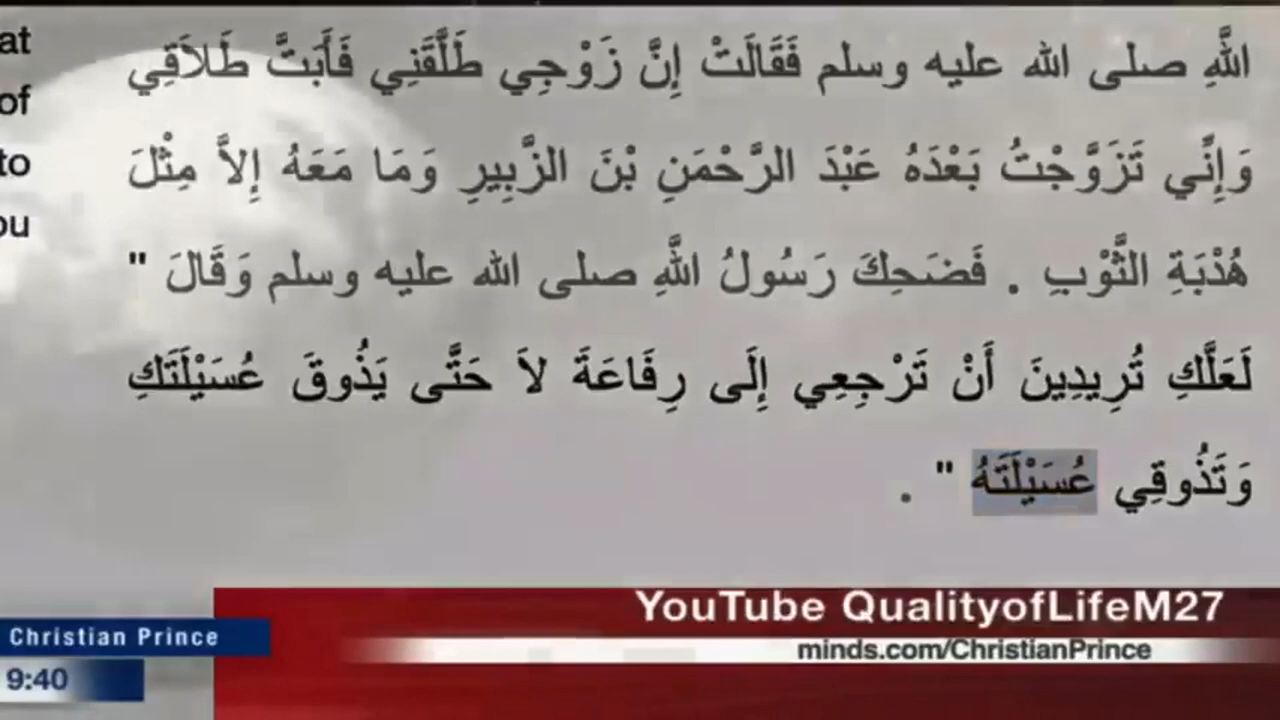 at
of
to
ou
اللَّهِ صلى الله عليه وسلم فَقَالَتْ إِنَّ زَوْجِي طَلَّقَنِي فَأَبَتَّ طَلاَقِي
وَإِنِّي تَزَوَّجْتُ بَعْدَهُ عَبْدَ الرَّحْمَنِ بْنَ الزَّبِيرِ وَمَا مَعَهُ إِلاَّ مِثْلَ
هُدْبَةِ الثَّوْبِ . فَضَحِكَ رَسُولُ اللَّهِ صلى الله عليه وسلم وَقَالَ "
لَعَلَّكِ تُرِيدِينَ أَنْ تَرْجِعِي إِلَى رِفَاعَةَ لاَ حَتَّى يَذُوقَ عُسَيْلَتَكِ
وَتَذُوقِي عُسَيْلَتَهُ " .
YouTube QualityofLifeM27
Christian Prince
minds.com/ChristianPrince
9:40